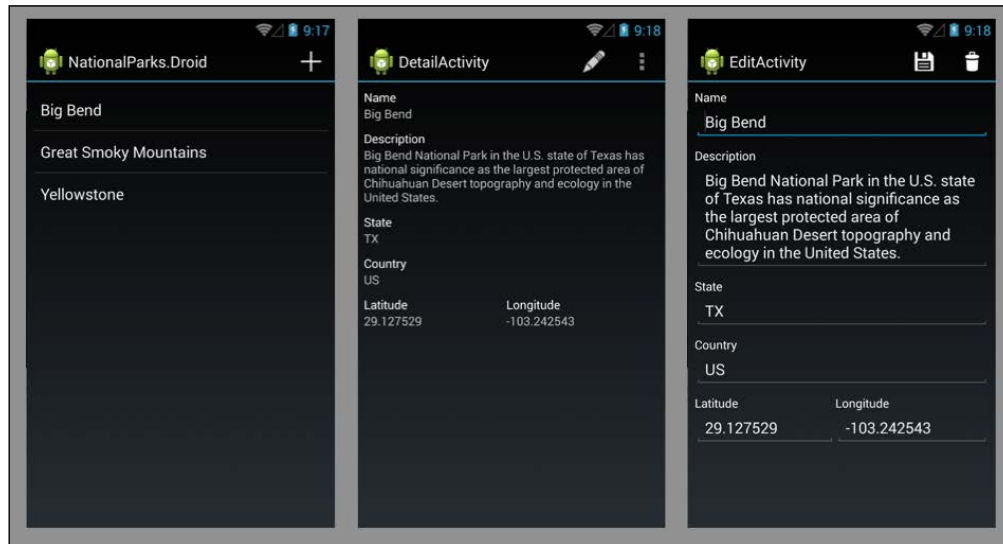 9:17
NationalParks.Droid
Big Bend
Great Smoky Mountains
Yellowstone
9:18
DetailActivity
Name
Big Bend
Description
Big Bend National Park in the U.S. state of Texas has
national significance as the largest protected area of
Chihuahuan Desert topography and ecology in the
United States.
State
TX
Country
US
Latitude Longitude
29.127529 -103.242543
9:18
EditActivity
Name
Big Bend
Description
Big Bend National Park in the U.S. state
of Texas has national significance as
the largest protected area of
Chihuahuan Desert topography and
ecology in the United States.
State
TX
Country
US
Latitude Longitude
29.127529 -103.242543